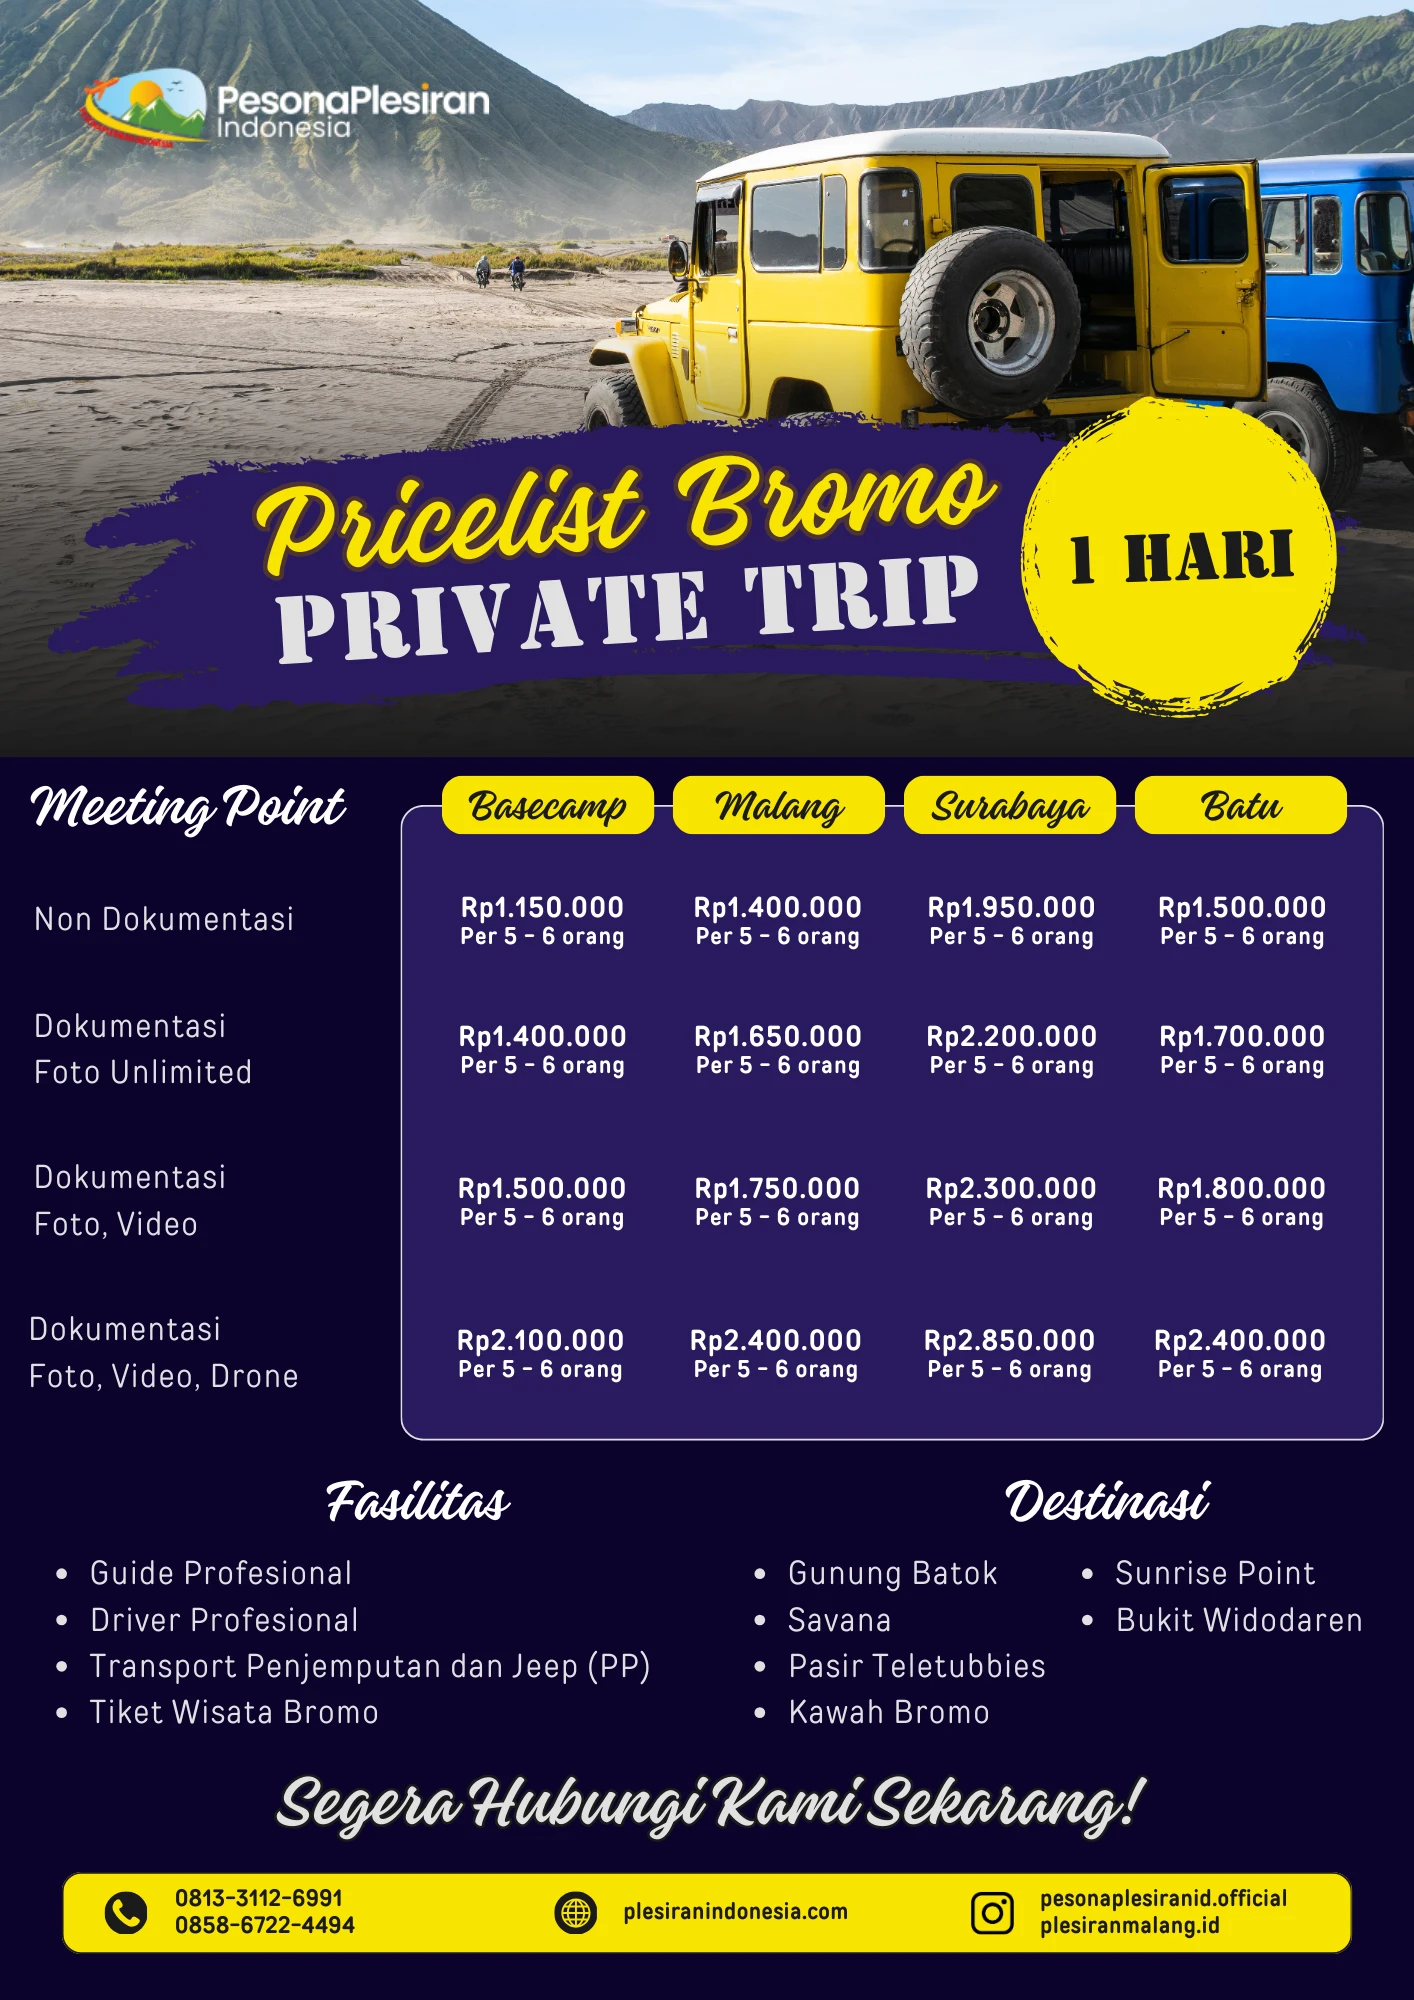 PesonaPlesiran
Indonesia
Pricelist Bromo
PRIVATE TRIP
1 HARI
Meeting Point
Basecamp Malang Surabaya Batu
Non Dokumentasi
Rp1.150.000 Rp1.400.000 Rp1.950.000 Rp1.500.000
Per 5 - 6 orang Per 5 - 6 orang Per 5 - 6 orang Per 5 - 6 orang
Dokumentasi
Foto Unlimited
Rp1.400.000 Rp1.650.000 Rp2.200.000 Rp1.700.000
Per 5 - 6 orang Per 5 - 6 orang Per 5 - 6 orang Per 5 - 6 orang
Dokumentasi
Foto, Video
Rp1.500.000 Rp1.750.000 Rp2.300.000 Rp1.800.000
Per 5 - 6 orang Per 5 - 6 orang Per 5 - 6 orang Per 5 - 6 orang
Dokumentasi
Foto, Video, Drone
Rp2.100.000 Rp2.400.000 Rp2.850.000 Rp2.400.000
Per 5 - 6 orang Per 5 - 6 orang Per 5 - 6 orang Per 5 - 6 orang
Fasilitas
• Guide Profesional
• Driver Profesional
• Transport Penjemputan dan Jeep (PP)
• Tiket Wisata Bromo
Destinasi
• Gunung Batok
• Savana
• Pasir Teletubbies
• Kawah Bromo
• Sunrise Point
• Bukit Widodaren
Segera Hubungi Kami Sekarang!
0813-3112-6991
0858-6722-4494
plesiranindonesia.com
pesonaplesiranid.official
plesiranmalang.id